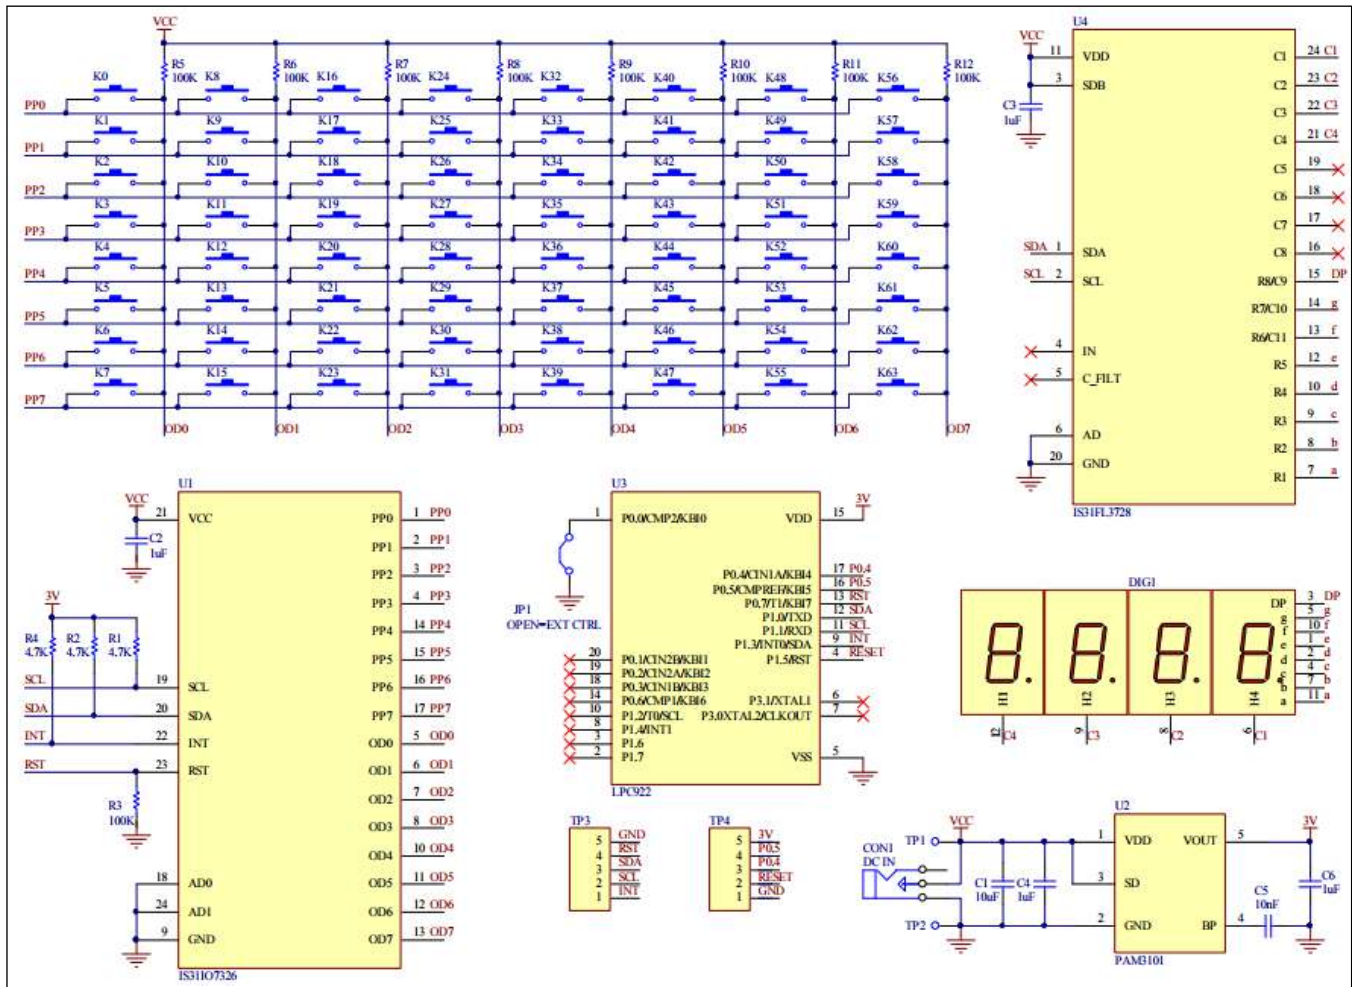 VCC
R5 100K R6 100K R7 100K R8 100K R9 100K R10 100K R11 100K R12 100K
K0 K8 K16 K24 K32 K40 K48 K56
PP0
K1 K9 K17 K25 K33 K41 K49 K57
PP1
K2 K10 K18 K26 K34 K42 K50 K58
PP2
K3 K11 K19 K27 K35 K43 K51 K59
PP3
K4 K12 K20 K28 K36 K44 K52 K60
PP4
K5 K13 K21 K29 K37 K45 K53 K61
PP5
K6 K14 K22 K30 K38 K46 K54 K62
PP6
K7 K15 K23 K31 K39 K47 K55 K63
PP7
OD0 OD1 OD2 OD3 OD4 OD5 OD6 OD7
U4
VCC
C3
1uF
11 VDD
3 SDB
SDA 1 SDA
SCL 2 SCL
4 IN
5 C_FILT
6 AD
20 GND
C1 24 C1
C2 23 C2
C3 22 C3
C4 21 C4
C5 19
C6 18
C7 17
C8 16
R8/C9 15 DP
R7/C10 14 g
R6/C11 13 f
R5 12 e
R4 10 d
R3 9 c
R2 8 b
R1 7 a
IS31FL3728
U1
VCC
C2
1uF
3V
R4 4.7K R2 4.7K R1 4.7K
21 VCC
SCL 19 SCL
SDA 20 SDA
INT 22 INT
RST 23 RST
R3
100K
18 AD0
24 AD1
9 GND
PP0 1 PP0
PP1 2 PP1
PP2 3 PP2
PP3 4 PP3
PP4 14 PP4
PP5 15 PP5
PP6 16 PP6
PP7 17 PP7
OD0 5 OD0
OD1 6 OD1
OD2 7 OD2
OD3 8 OD3
OD4 10 OD4
OD5 11 OD5
OD6 12 OD6
OD7 13 OD7
IS31IO7326
U3
1 P0.0/CMP2/KBI0
JP1
OPEN=EXT CTRL
20 P0.1/CIN2B/KBI1
19 P0.2/CIN2A/KBI2
18 P0.3/CIN1B/KBI3
14 P0.6/CMP1/KBI6
10 P1.2/T0/SCL
8 P1.4/INT1
3 P1.6
2 P1.7
3V
VDD 15
P0.4/CIN1A/KBI4 17 P0.4
P0.5/CMPREF/KBI5 16 P0.5
P0.7/T1/KBI7 13 RST
P1.0/TXD 12 SDA
P1.1/RXD 11 SCL
P1.3/INT0/SDA 9 INT
P1.5/RST 4 RESET
P3.1/XTAL1 6
P3.0XTAL2/CLKOUT 7
VSS 5
LPC922
DIG1
H1 H2 H3 H4
DP 3 DP
g 5 g
f 10 f
e 1 e
d 2 d
c 4 c
b 7 b
a 11 a
12 C4 9 C3 8 C2 6 C1
TP3
5 GND
4 RST
3 SDA
2 SCL
1 INT
TP4
5 3V
4 P0.5
3 P0.4
2 RESET
1 GND
CON1
DC IN
TP1
TP2
VCC
C1
10uF
C4
1uF
U2
1 VDD
3 SD
2 GND
VOUT 5
BP 4
PAM3101
C5
10nF
3V
C6
1uF